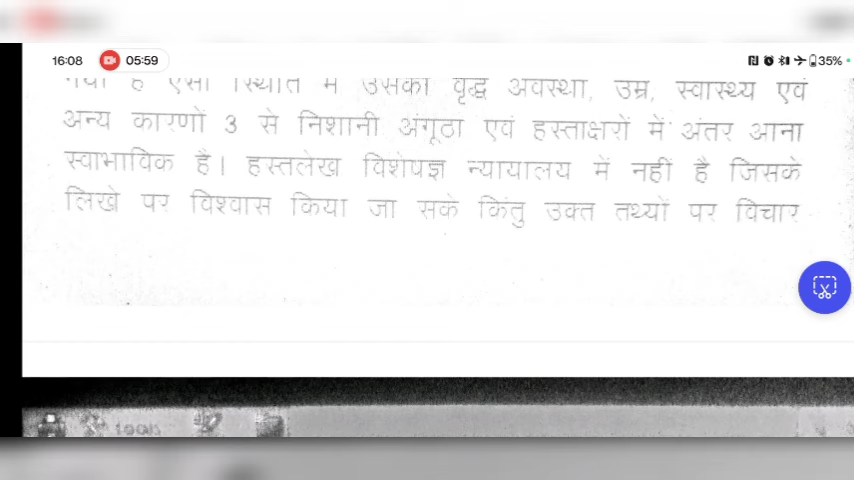 16:08 05:59 35%
गया है ऐसी स्थिति में उसकी वृद्ध अवस्था, उम्र, स्वास्थ्य एवं
अन्य कारणों 3 से निशानी अंगूठा एवं हस्ताक्षरों में अंतर आना
स्वाभाविक है। हस्तलेख विशेषज्ञ न्यायालय में नहीं है जिसके
लिखे पर विश्वास किया जा सके किंतु उक्त तथ्यों पर विचार